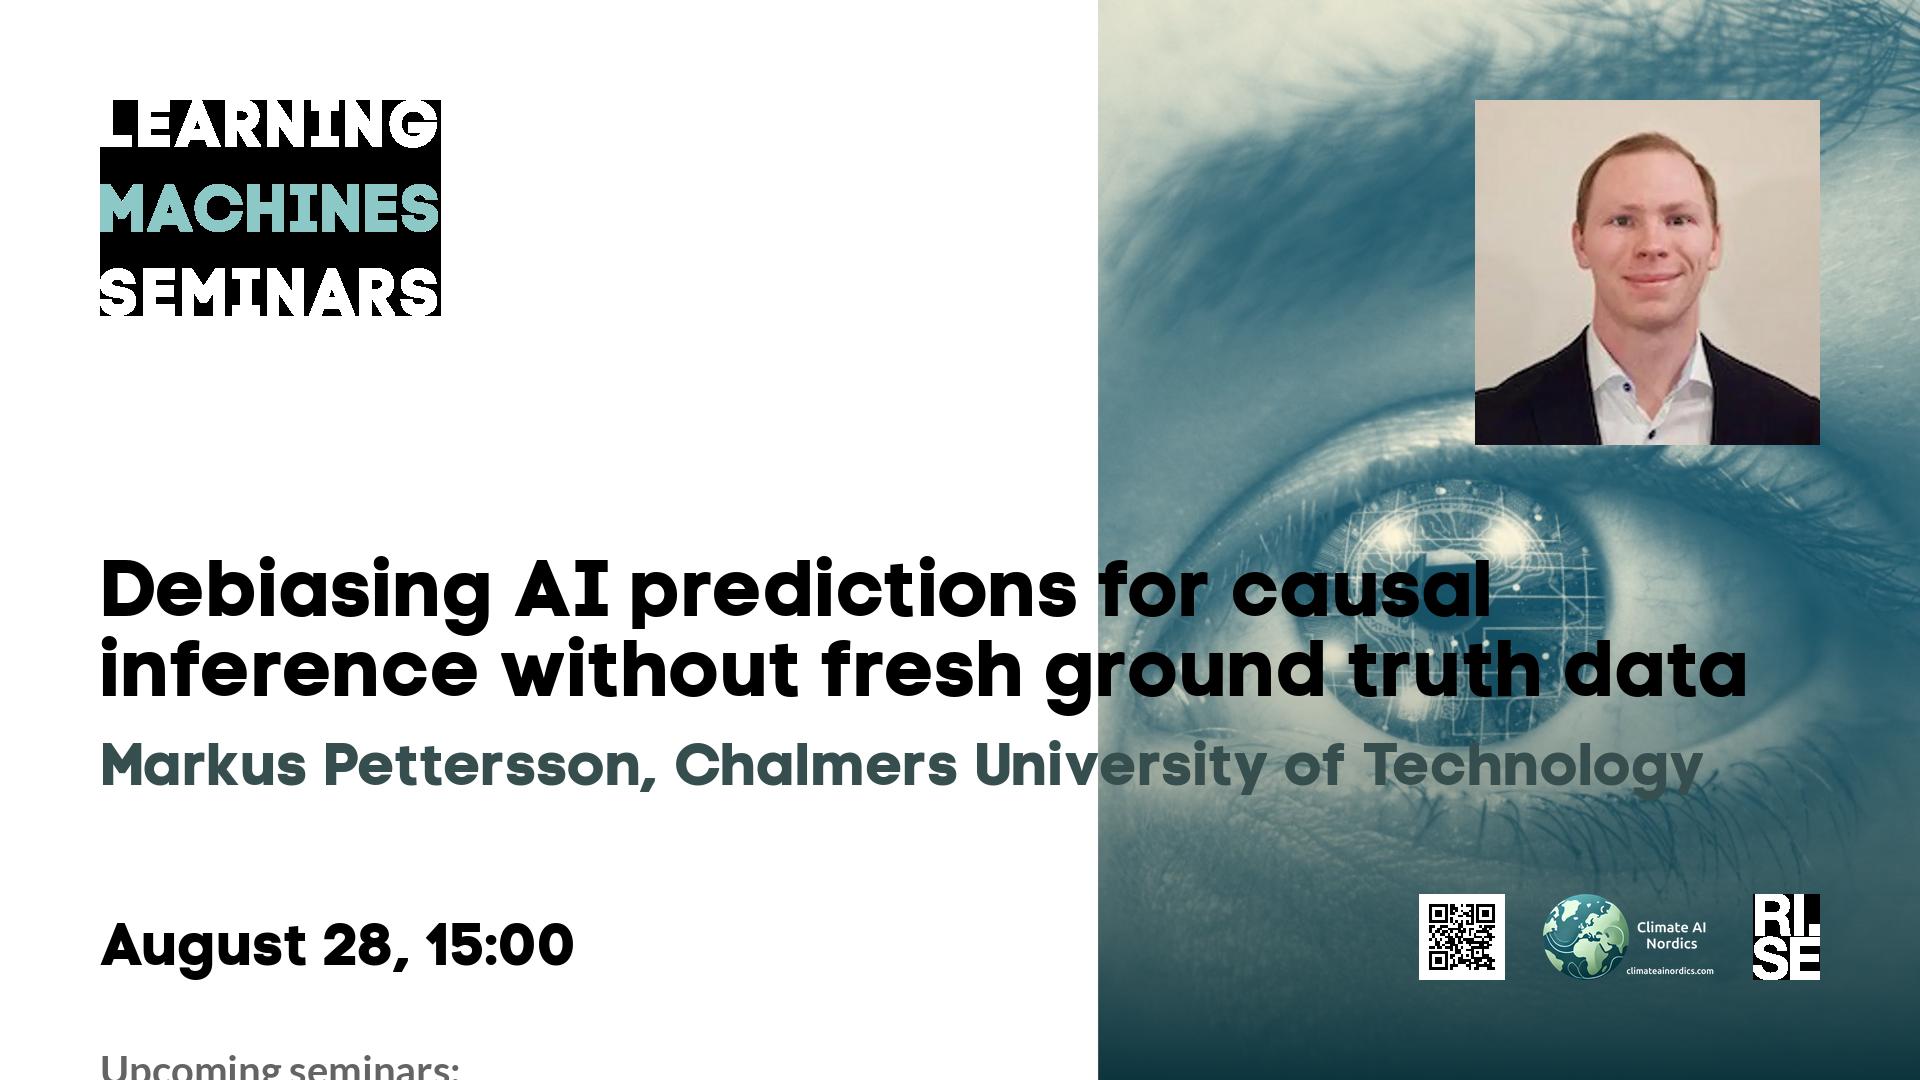 LEARNING
MACHINES
SEMINARS
Debiasing AI predictions for causal
inference without fresh ground truth data
Markus Pettersson, Chalmers University of Technology
August 28, 15:00
Climate AI
Nordics
climateainordics.com
RI.
SE
Upcoming seminars: